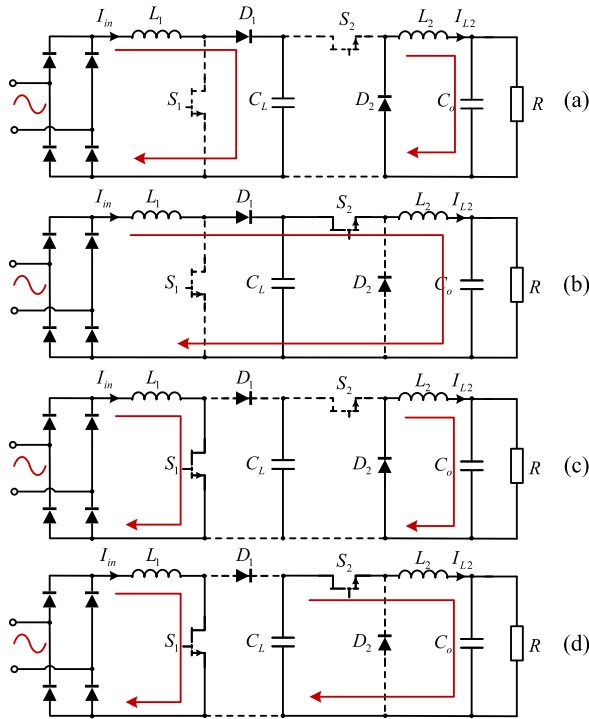 I_in L_1 D_1 S_2 L_2 I_L2
S_1 C_L D_2 C_o R (a)
I_in L_1 D_1 S_2 L_2 I_L2
S_1 C_L D_2 C_o R (b)
I_in L_1 D_1 S_2 L_2 I_L2
S_1 C_L D_2 C_o R (c)
I_in L_1 D_1 S_2 L_2 I_L2
S_1 C_L D_2 C_o R (d)